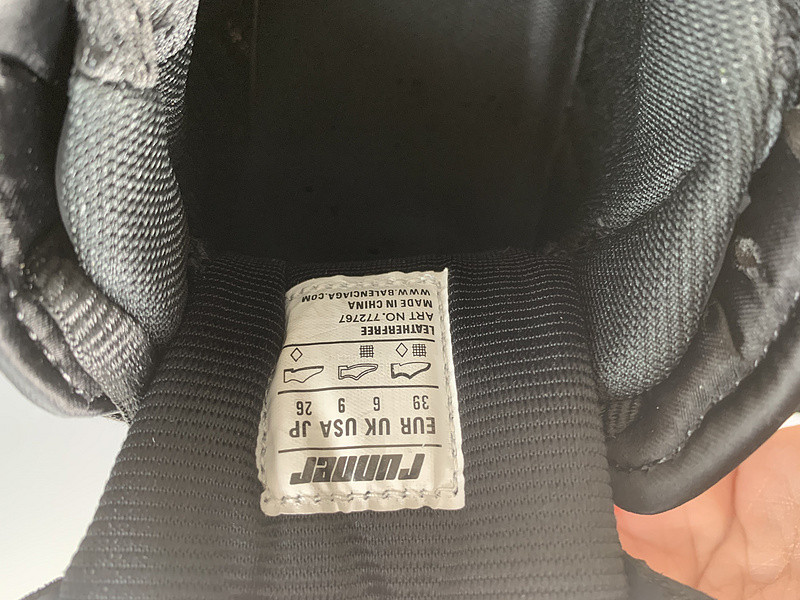 runner
EUR UK USA JP
39 6 9 26
LEATHERFREE
ART NO.772767
MADE IN CHINA
WWW.BALENCIAGA.COM